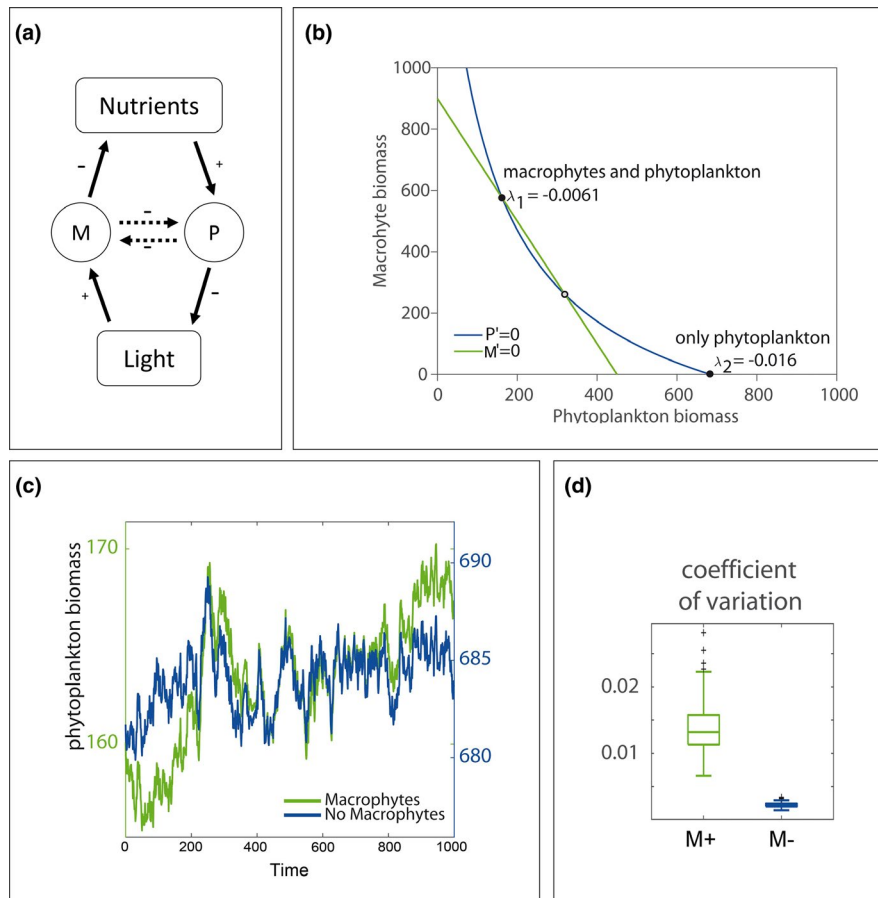 (a)
Nutrients
- +
M - P
-
+ -
Light
(b)
1000
800
600
400
200
0
Macrohyte biomass
macrophytes and phytoplankton
λ1 = -0.0061
only phytoplankton
λ2 = -0.016
P'=0
M'=0
0 200 400 600 800 1000
Phytoplankton biomass
(c)
170
160
phytoplankton biomass
690
685
680
Macrophytes
No Macrophytes
0 200 400 600 800 1000
Time
(d)
coefficient
of variation
0.02
0.01
M+ M-